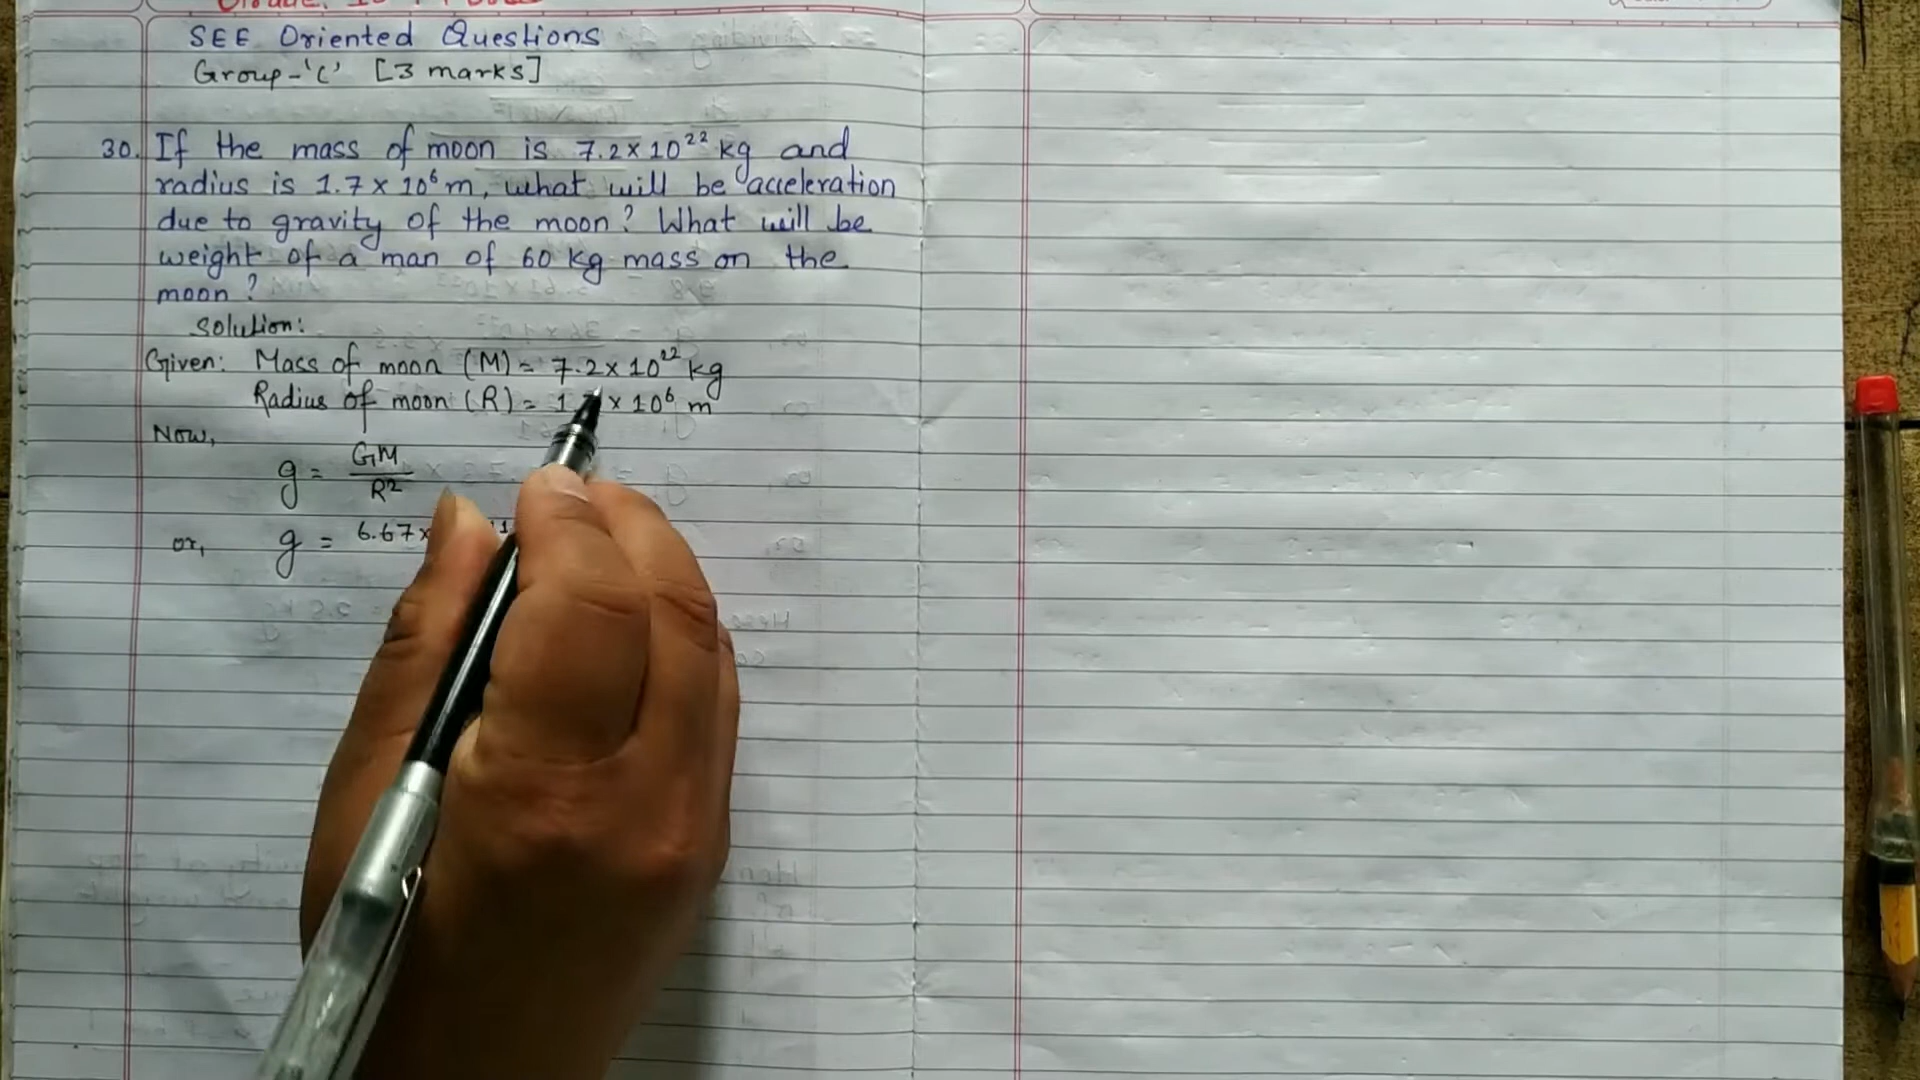 SEE Oriented Questions
Group-'C' [3 marks]
30. If the mass of moon is 7.2×10²² kg and
radius is 1.7×10⁶m, what will be acceleration
due to gravity of the moon? What will be
weight of a man of 60 kg mass on the
moon?
Solution:
Given: Mass of moon (M)= 7.2×10²² kg
Radius of moon (R) = 1. ×10⁶ m
Now,
g = GM/R²
or, g = 6.67×